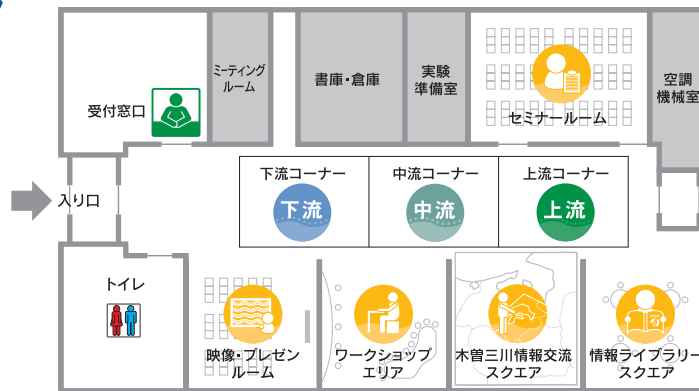 ミーティング
ルーム
書庫・倉庫
実験
準備室
空調
機械室
受付窓口
セミナールーム
下流コーナー
中流コーナー
上流コーナー
下流
中流
上流
入り口
トイレ
映像・プレゼン
ルーム
ワークショップ
エリア
木曽三川情報交流
スクエア
情報ライブラリー
スクエア